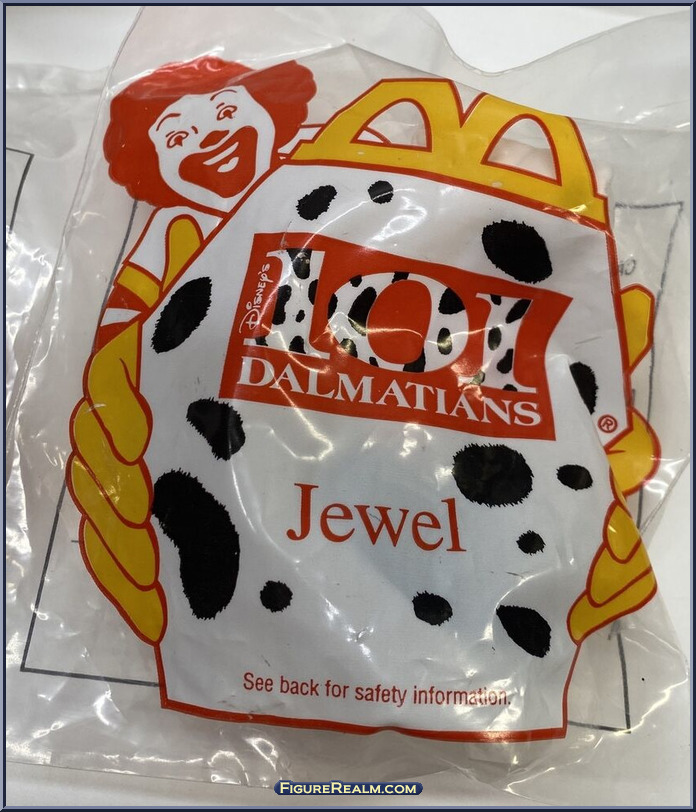 DISNEY'S
101
DALMATIANS
®
Jewel
See back for safety information.
FIGUREREALM.COM